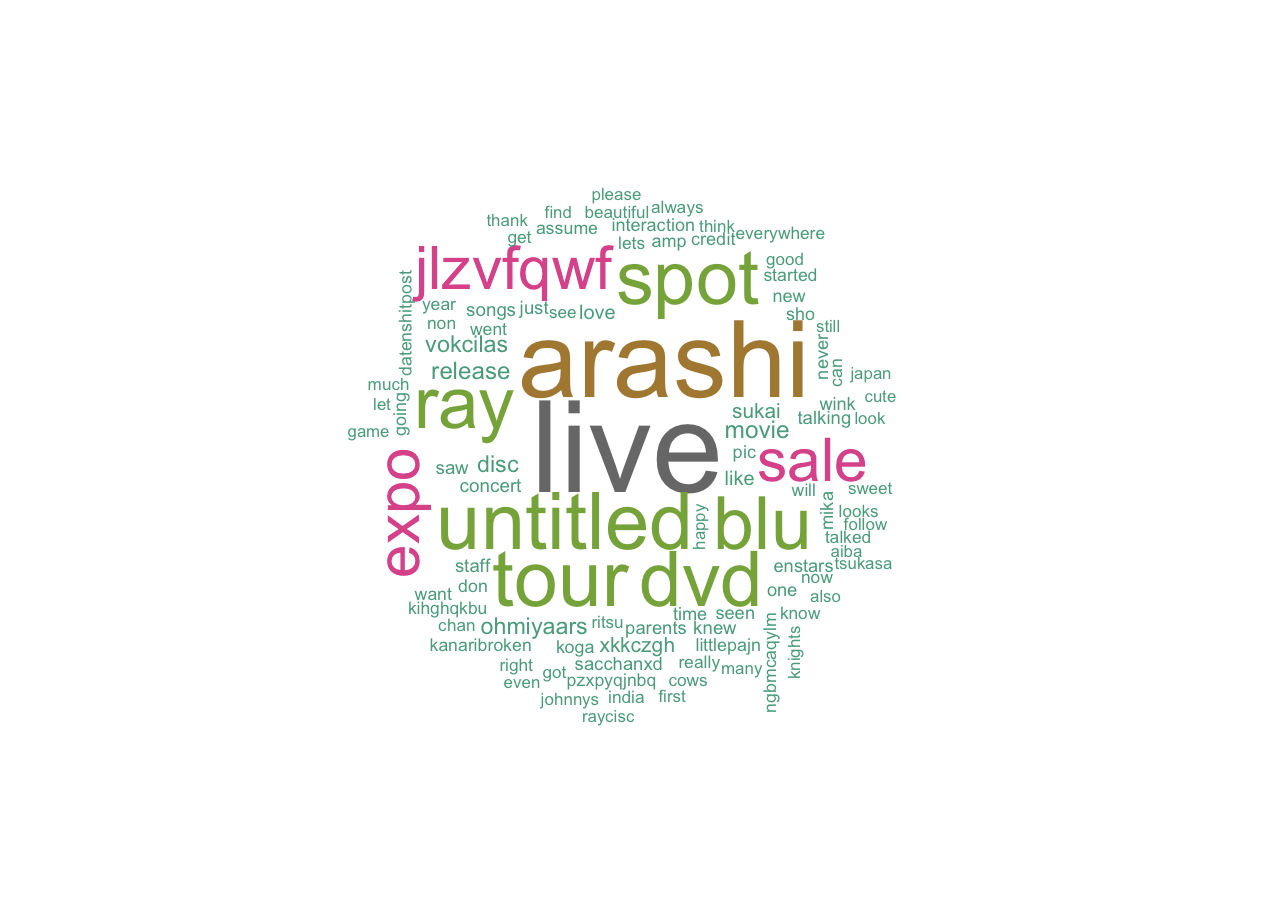 please
find beautiful always
thank assume interaction think everywhere
get lets amp credit
jlzvfqwf spot good
started
datenshitpost year songs just see love new
sho
non went still
vokcilas arashi never
release can japan
much ray wink cute
let going sukai talking look
game movie
live
expo saw disc pic sale
concert like will sweet
untitled happy blu mika looks
follow
talked
aiba
staff tour dvd enstars tsukasa
want don now
one also
kihghqkbu time seen know
chan ohmiyaars ritsu parents knew
kanaribroken koga xkkczgh littlepajn ngbmcaqylm knights
right sacchanxd really many
even got pzxpyqjnbq cows
johnnys india first
raycisc